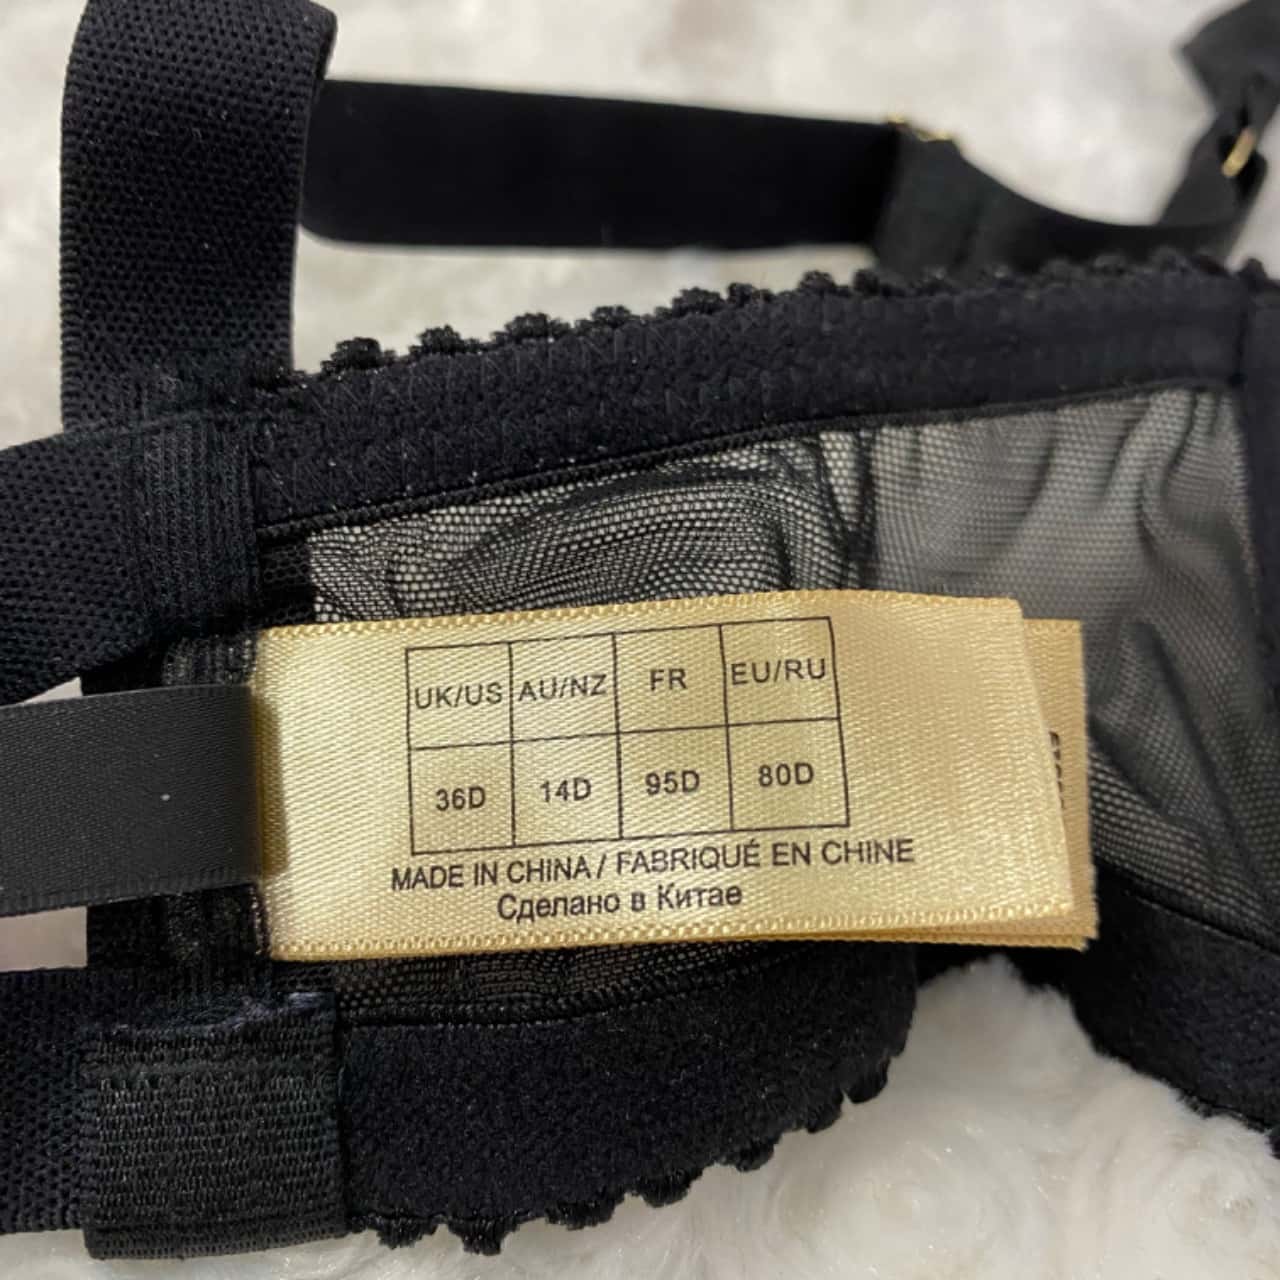 UK/US AU/NZ FR EU/RU
36D 14D 95D 80D
MADE IN CHINA / FABRIQUÉ EN CHINE
Сделано в Китае